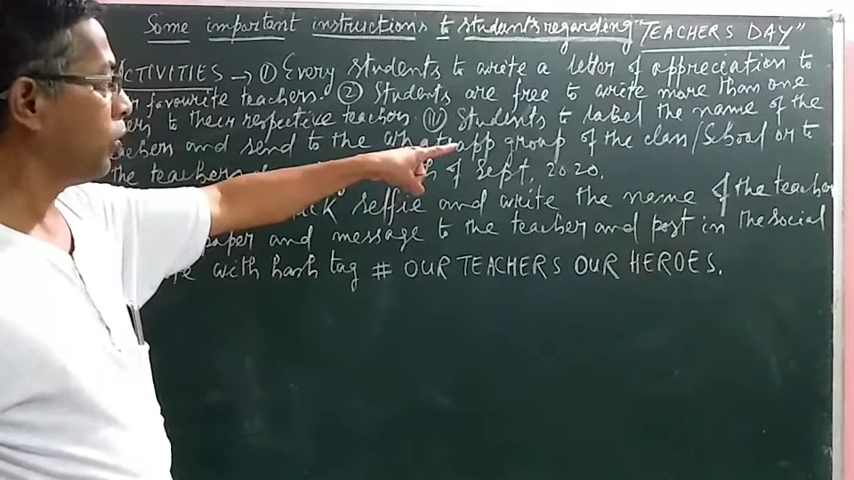 Some important instructions to students regarding "TEACHERS DAY"
ACTIVITIES → ① Every students to write a letter of appreciation to
favourite teachers. ② Students are free to write more than one
to their respective teachers. ⑭ Students to label the name of the
and send to the whatsapp group of the class/School or to
the teachers of Sept, 2020.
selfie and write the name of the teacher
paper and message to the teacher and post in the social
with hash tag # OUR TEACHERS OUR HEROES.